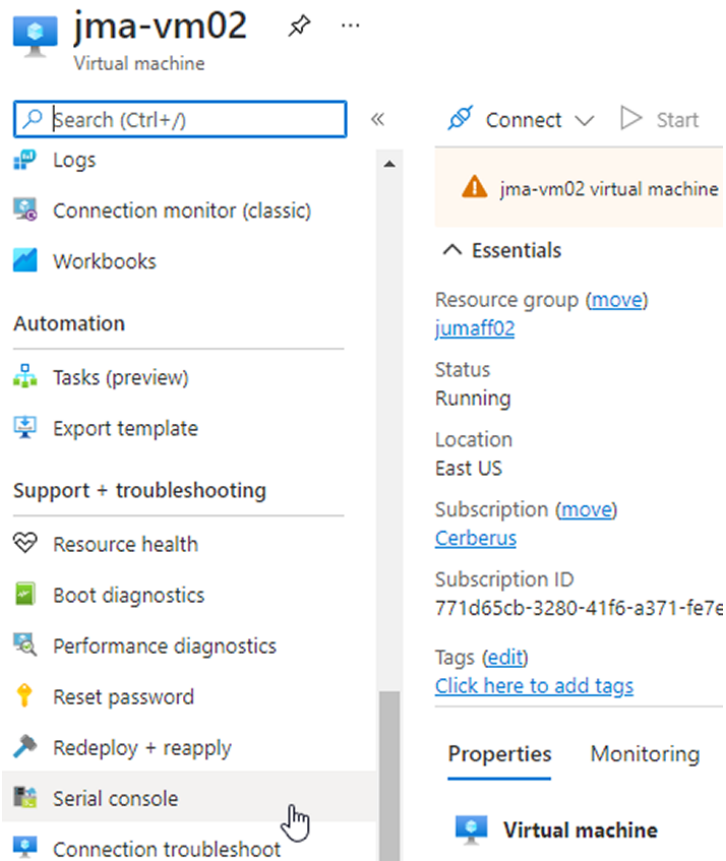 jma-vm02
...
Virtual machine
Search (Ctrl+/)
«
Logs
Connection monitor (classic)
Workbooks
Automation
Tasks (preview)
Export template
Support + troubleshooting
Resource health
Boot diagnostics
Performance diagnostics
Reset password
Redeploy + reapply
Serial console
Connection troubleshoot
Connect Start
jma-vm02 virtual machine
Essentials
Resource group (move)
jumaff02
Status
Running
Location
East US
Subscription (move)
Cerberus
Subscription ID
771d65cb-3280-41f6-a371-fe7e
Tags (edit)
Click here to add tags
Properties Monitoring
Virtual machine